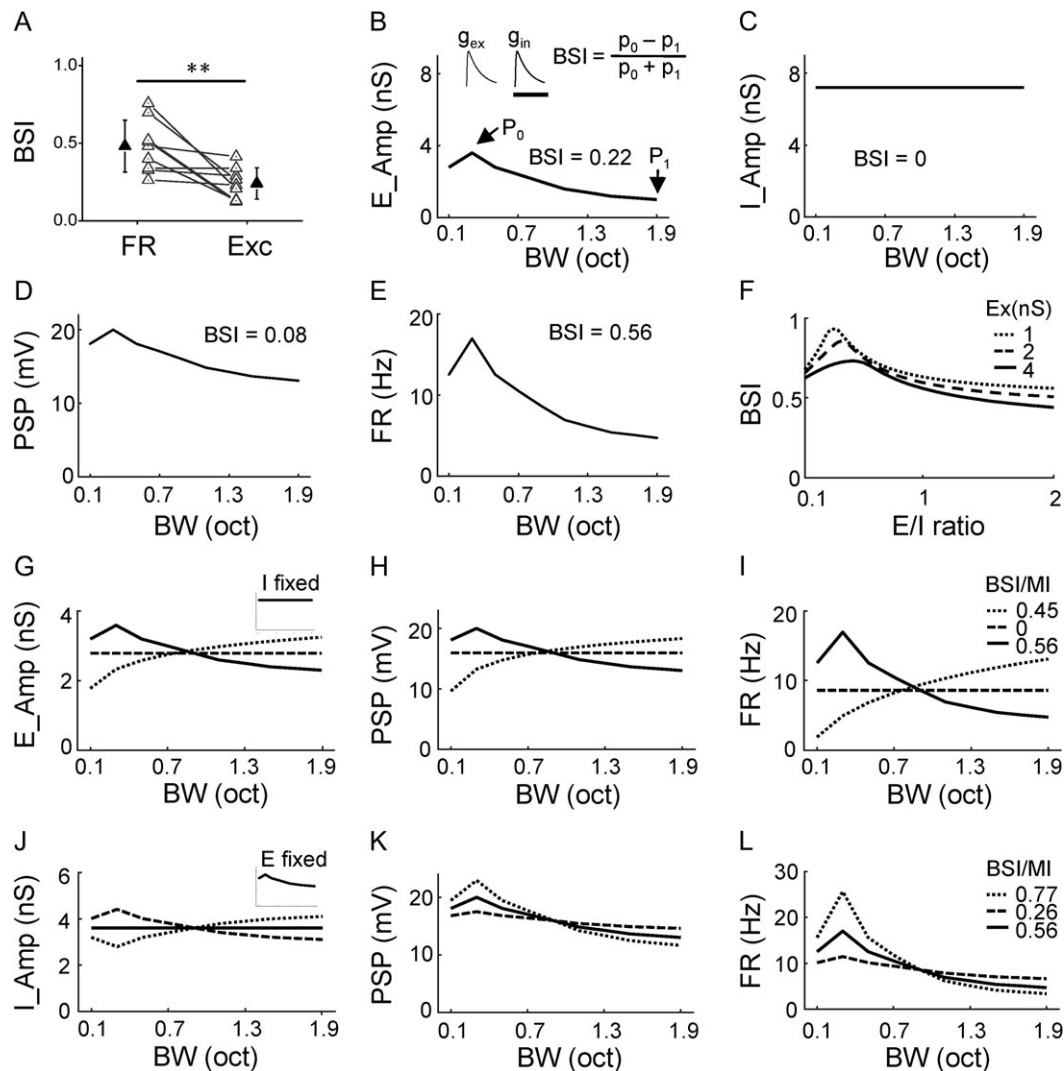 A
BSI
1.0
0.5
0.0
**
FR Exc
B
E_Amp (nS)
8
4
0
gex gin
BSI = p0 – p1 / p0 + p1
P0
BSI = 0.22
P1
0.1 0.7 1.3 1.9
BW (oct)
C
I_Amp (nS)
8
4
0
BSI = 0
0.1 0.7 1.3 1.9
BW (oct)
D
PSP (mV)
20
10
0
BSI = 0.08
0.1 0.7 1.3 1.9
BW (oct)
E
FR (Hz)
20
10
0
BSI = 0.56
0.1 0.7 1.3 1.9
BW (oct)
F
BSI
1
0.5
0
Ex(nS)
1
2
4
0.1 1 2
E/I ratio
G
E_Amp (nS)
4
2
0
I fixed
0.1 0.7 1.3 1.9
BW (oct)
H
PSP (mV)
20
10
0
0.1 0.7 1.3 1.9
BW (oct)
I
FR (Hz)
20
10
0
BSI/MI
0.45
0
0.56
0.1 0.7 1.3 1.9
BW (oct)
J
I_Amp (nS)
6
4
2
0
E fixed
0.1 0.7 1.3 1.9
BW (oct)
K
PSP (mV)
20
10
0
0.1 0.7 1.3 1.9
BW (oct)
L
FR (Hz)
30
20
10
0
BSI/MI
0.77
0.26
0.56
0.1 0.7 1.3 1.9
BW (oct)